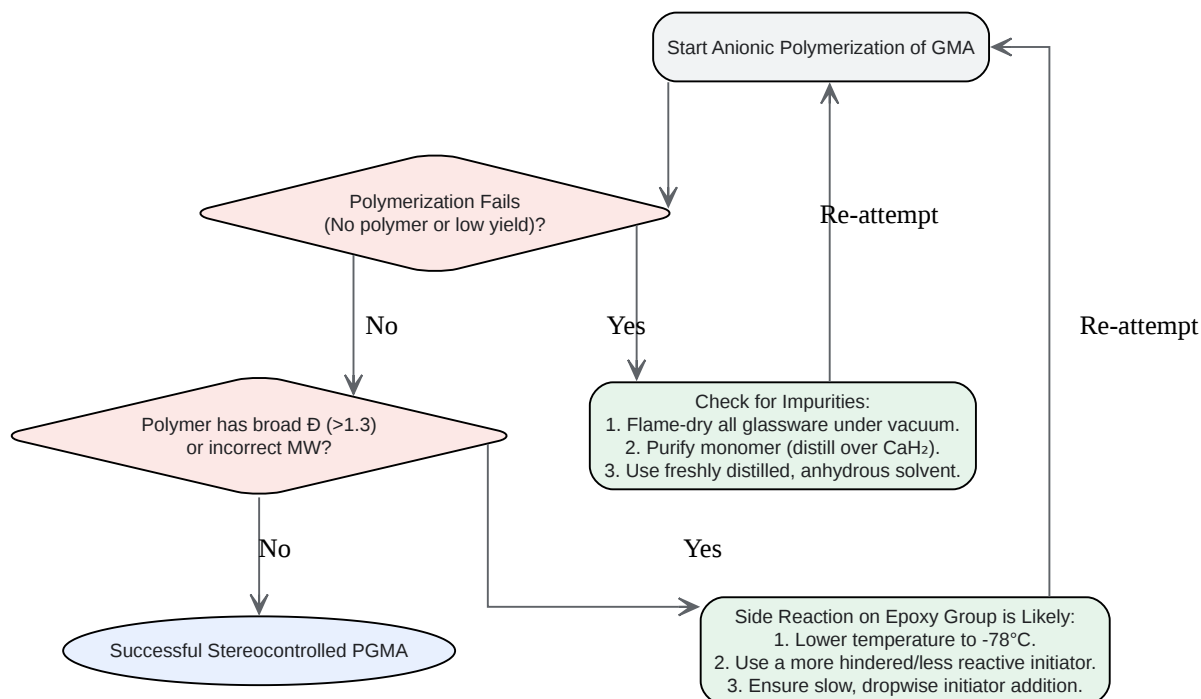 Start Anionic Polymerization of GMA
Polymerization Fails
(No polymer or low yield)?
Re-attempt
No
Yes
Re-attempt
Check for Impurities:
1. Flame-dry all glassware under vacuum.
2. Purify monomer (distill over CaH₂).
3. Use freshly distilled, anhydrous solvent.
Polymer has broad Đ (>1.3)
or incorrect MW?
No
Yes
Side Reaction on Epoxy Group is Likely:
1. Lower temperature to -78°C.
2. Use a more hindered/less reactive initiator.
3. Ensure slow, dropwise initiator addition.
Successful Stereocontrolled PGMA